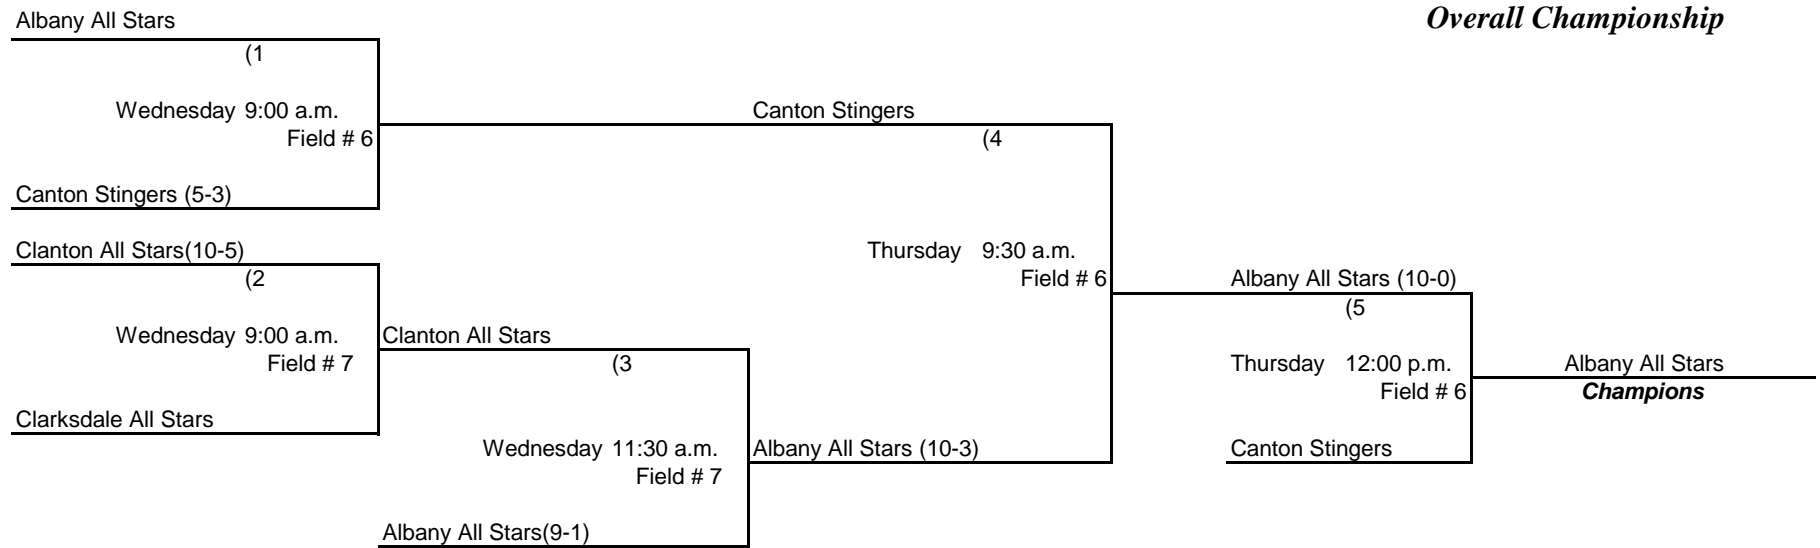 Albany All Stars
Overall Championship
(1
Wednesday 9:00 a.m.
Canton Stingers
Field # 6
(4
Canton Stingers (5-3)
Clanton All Stars(10-5)
Thursday 9:30 a.m.
(2
Field # 6
Albany All Stars (10-0)
(5
Wednesday 9:00 a.m.
Clanton All Stars
Field # 7
(3
Thursday 12:00 p.m.
Albany All Stars
Field # 6
Champions
Clarksdale All Stars
Wednesday 11:30 a.m.
Albany All Stars (10-3)
Canton Stingers
Field # 7
Albany All Stars(9-1)